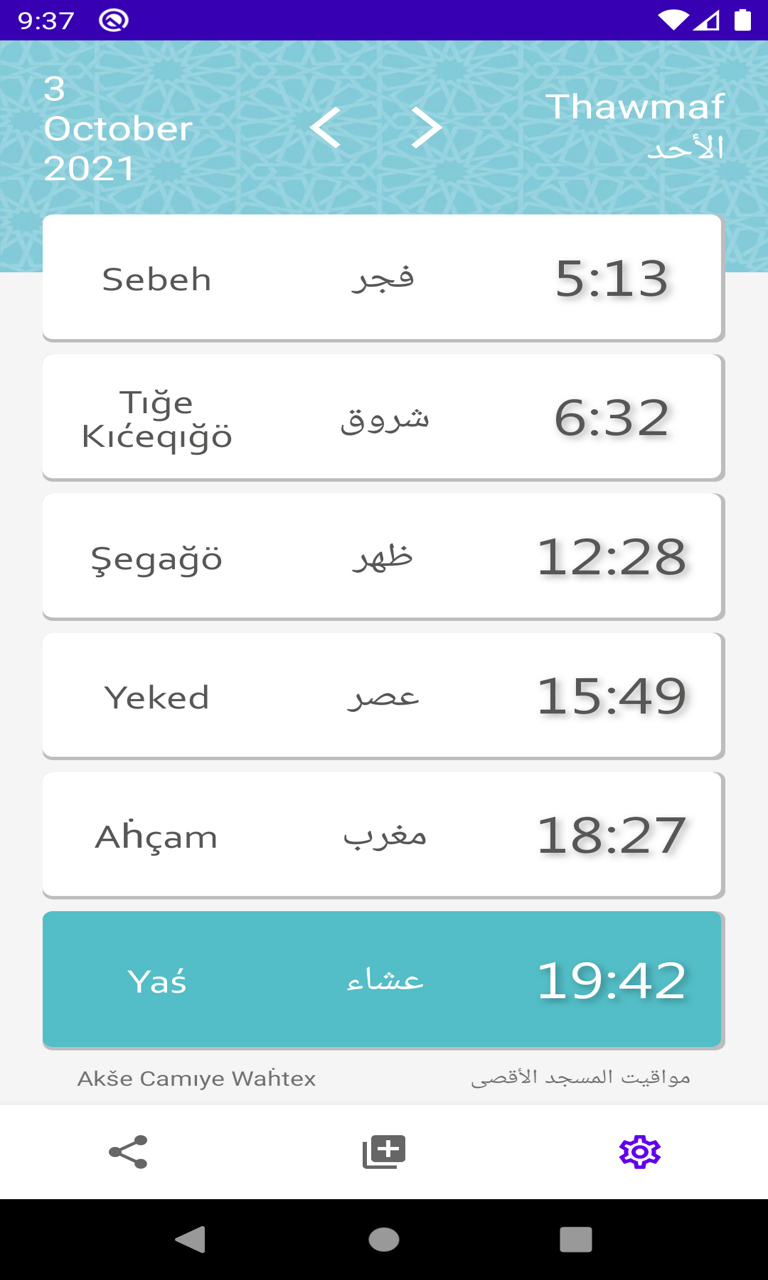 9:37
3
October
2021
Thawmaf
الأحد
Sebeh
فجر
5:13
Tığe
Kıćeqığö
شروق
6:32
Şegağö
ظهر
12:28
Yeked
عصر
15:49
Aḣçam
مغرب
18:27
Yaś
عشاء
19:42
Akše Camıye Waḣtex
مواقيت المسجد الأقصى